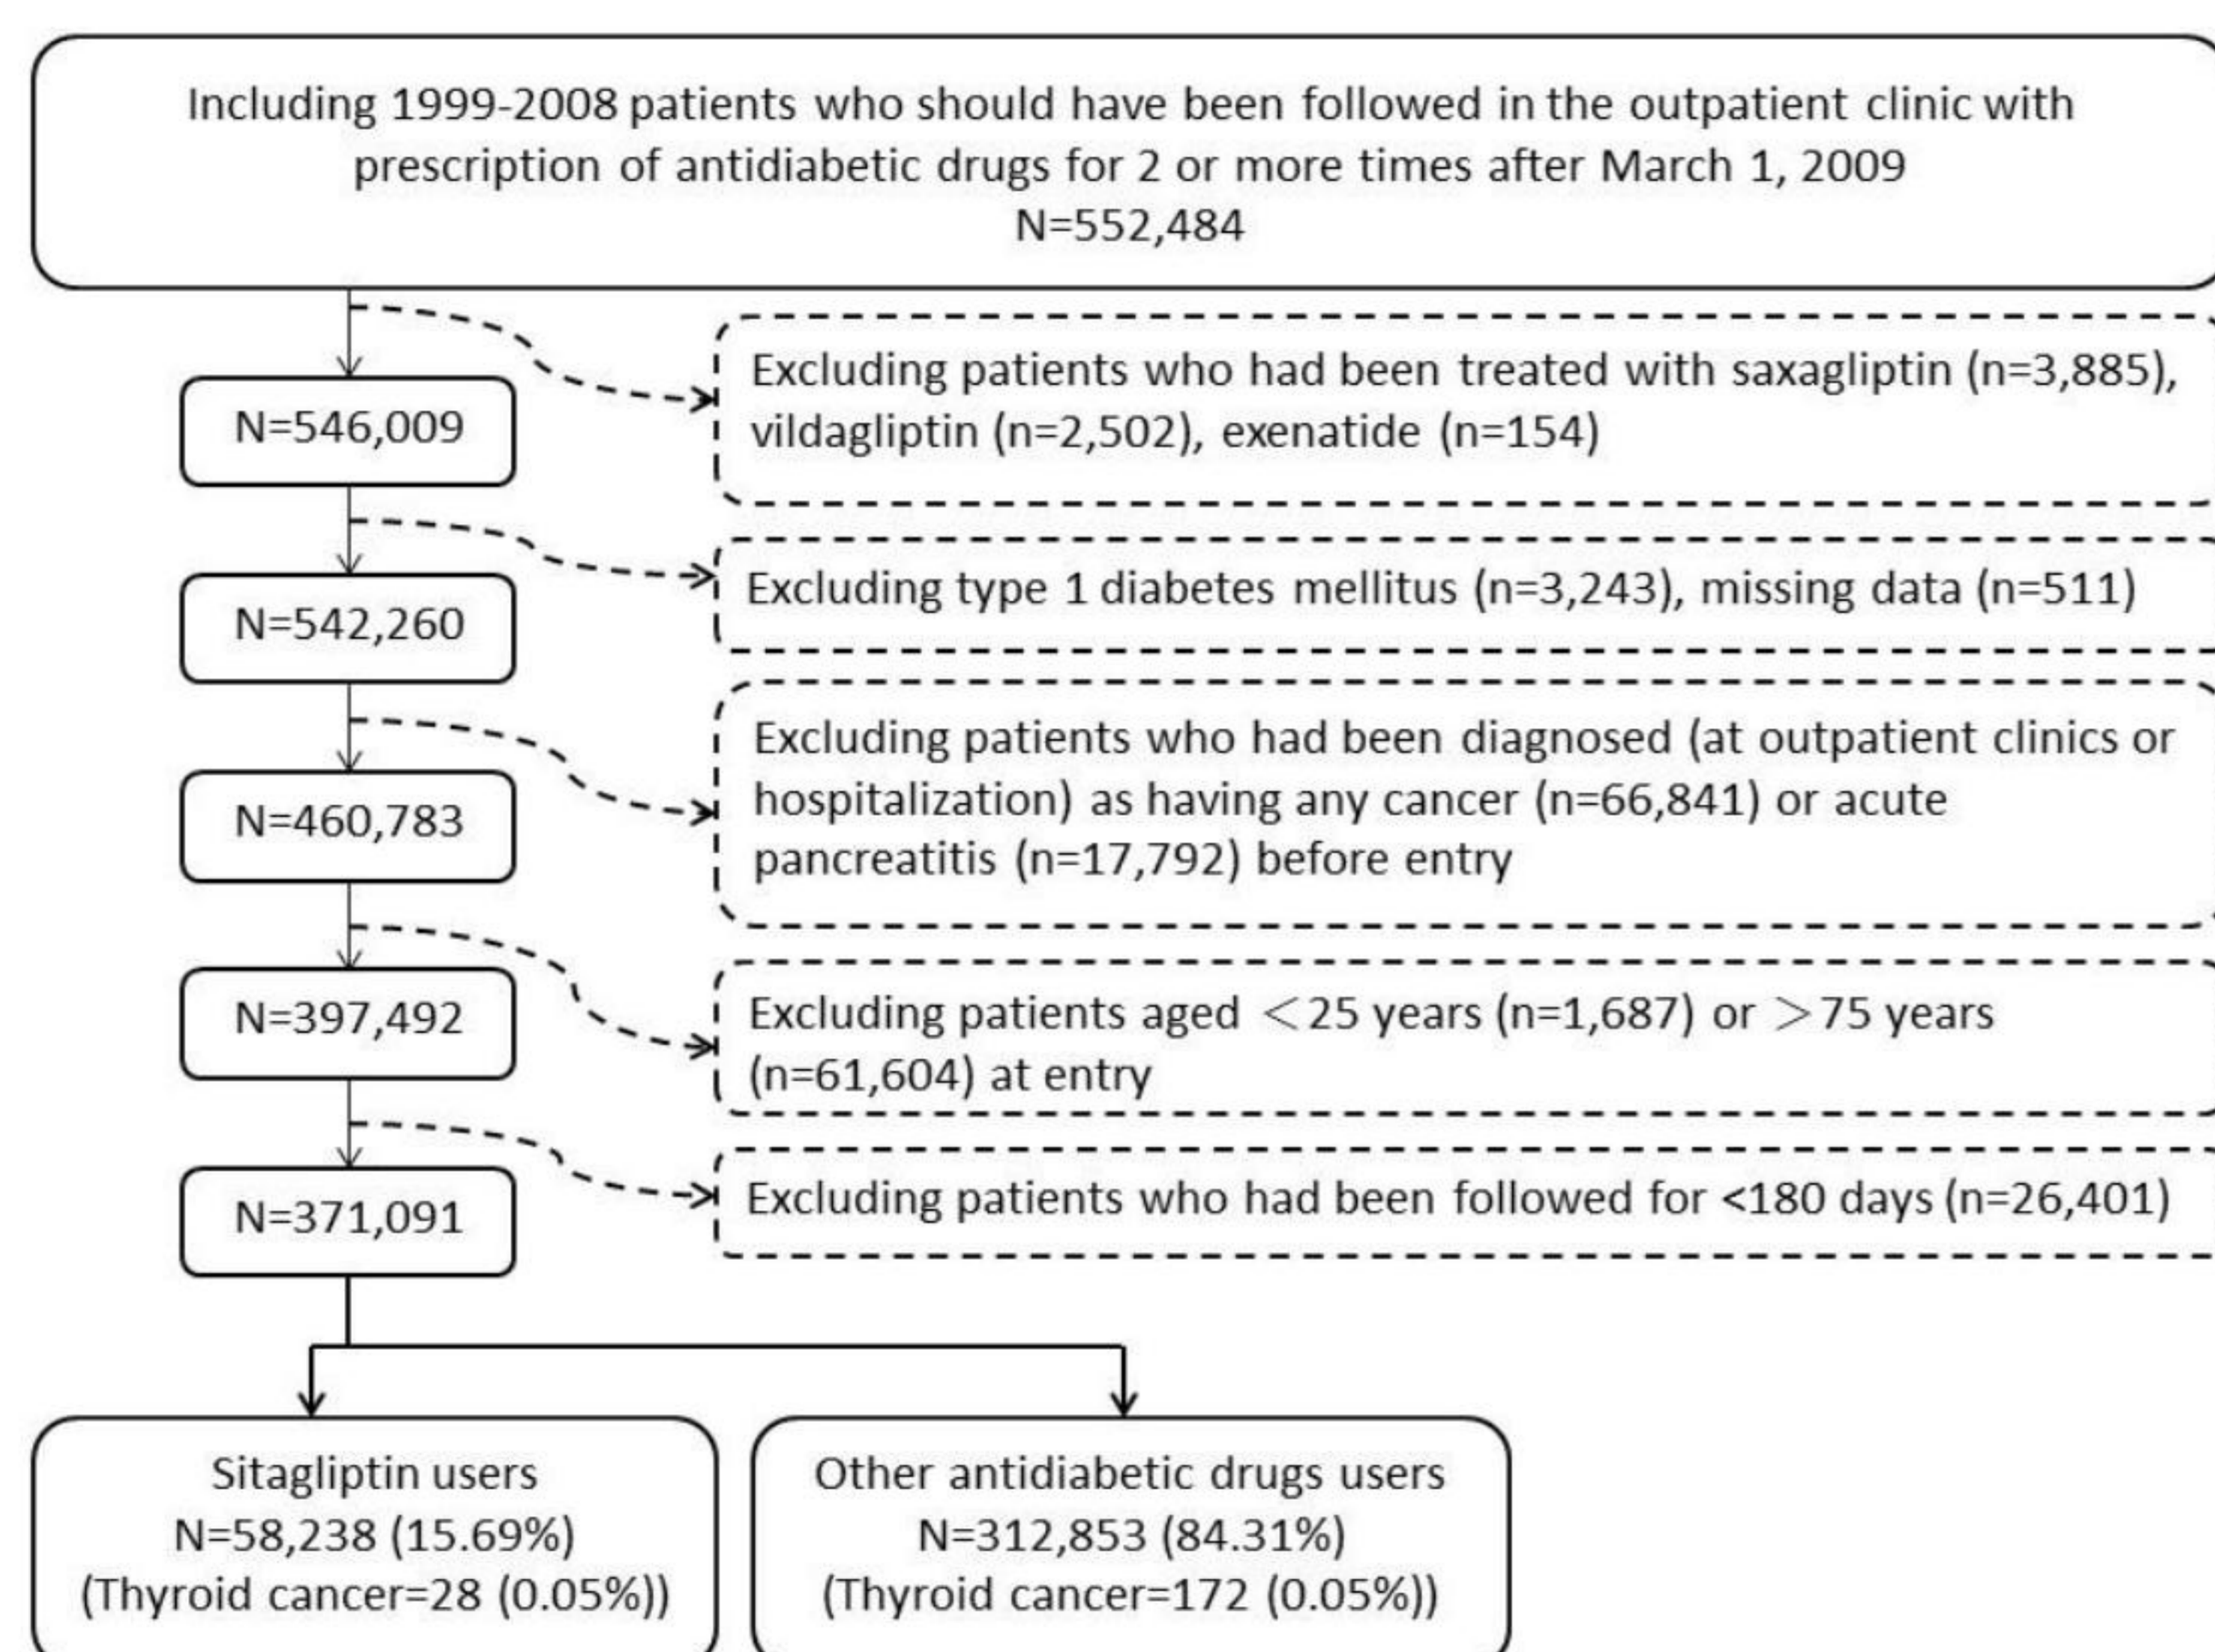 Including 1999-2008 patients who should have been followed in the outpatient clinic with
prescription of antidiabetic drugs for 2 or more times after March 1, 2009
N=552,484
Excluding patients who had been treated with saxagliptin (n=3,885),
vildagliptin (n=2,502), exenatide (n=154)
N=546,009
Excluding type 1 diabetes mellitus (n=3,243), missing data (n=511)
N=542,260
Excluding patients who had been diagnosed (at outpatient clinics or
hospitalization) as having any cancer (n=66,841) or acute
pancreatitis (n=17,792) before entry
N=460,783
Excluding patients aged <25 years (n=1,687) or >75 years
(n=61,604) at entry
N=397,492
Excluding patients who had been followed for <180 days (n=26,401)
N=371,091
Sitagliptin users
N=58,238 (15.69%)
(Thyroid cancer=28 (0.05%))
Other antidiabetic drugs users
N=312,853 (84.31%)
(Thyroid cancer=172 (0.05%))